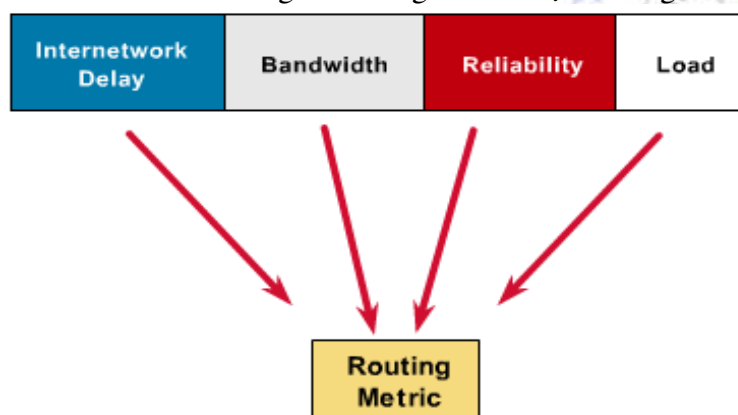 Internetwork
Delay
Bandwidth
Reliability
Load
Routing
Metric